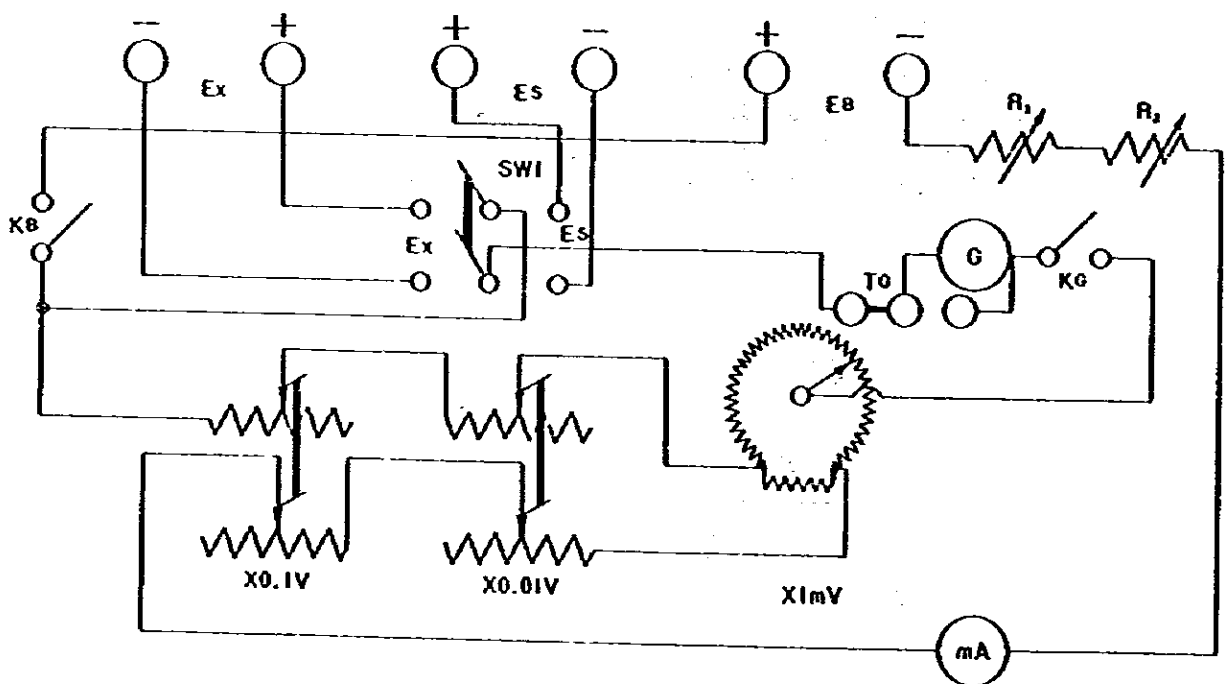 − + + − + −
Ex Es EB R₁ R₂
SW1
KB Ex Es G
TG KG
X0.1V X0.01V X1mV
mA